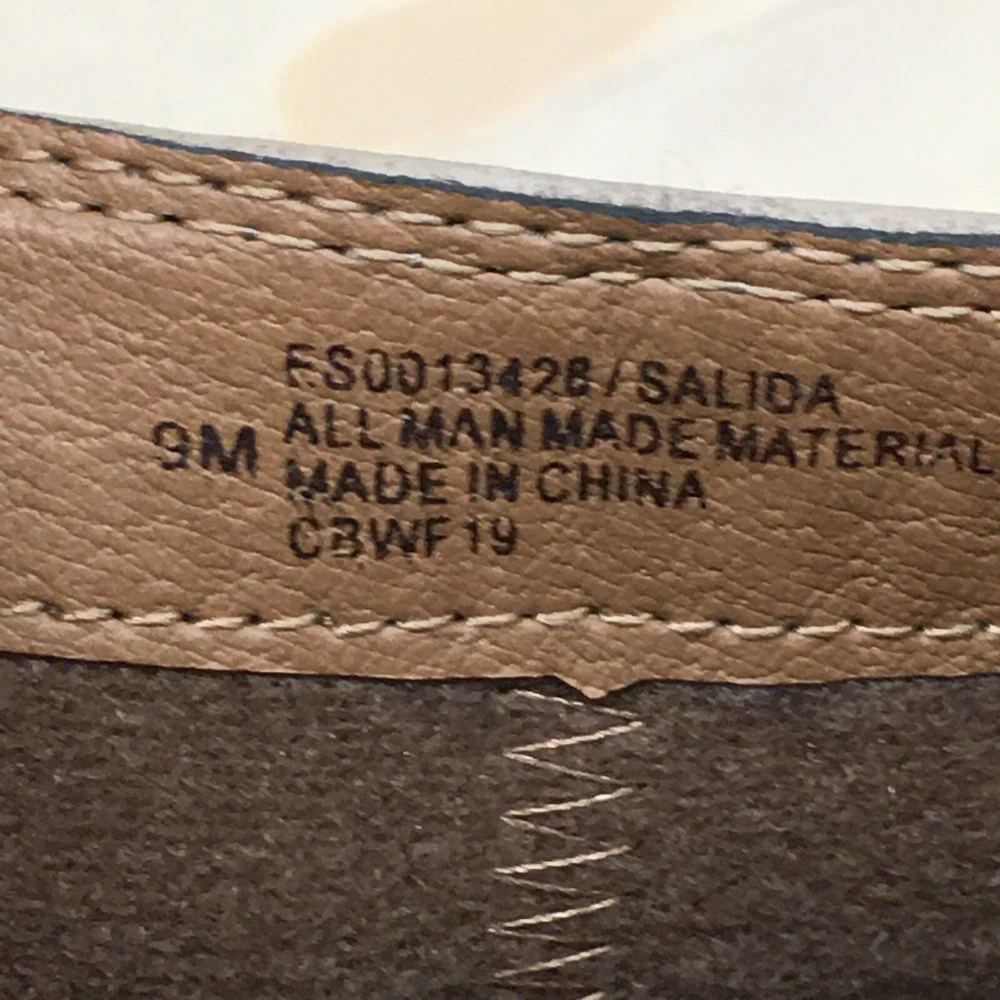 FS0013428/SALIDA
9M ALL MAN MADE MATERIAL
MADE IN CHINA
CBWF19